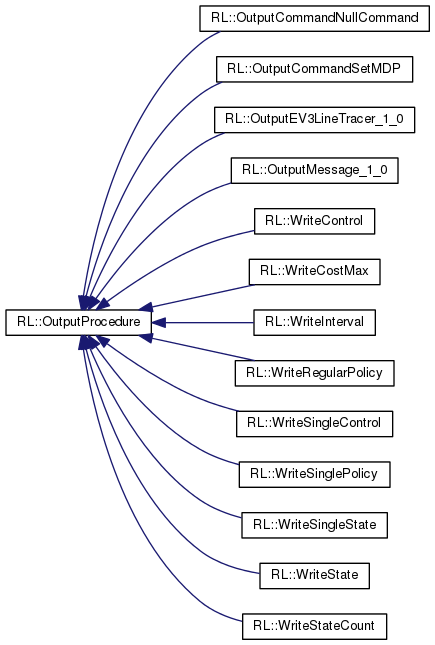 RL::OutputCommandNullCommand
RL::OutputCommandSetMDP
RL::OutputEV3LineTracer_1_0
RL::OutputMessage_1_0
RL::WriteControl
RL::WriteCostMax
RL::OutputProcedure
RL::WriteInterval
RL::WriteRegularPolicy
RL::WriteSingleControl
RL::WriteSinglePolicy
RL::WriteSingleState
RL::WriteState
RL::WriteStateCount